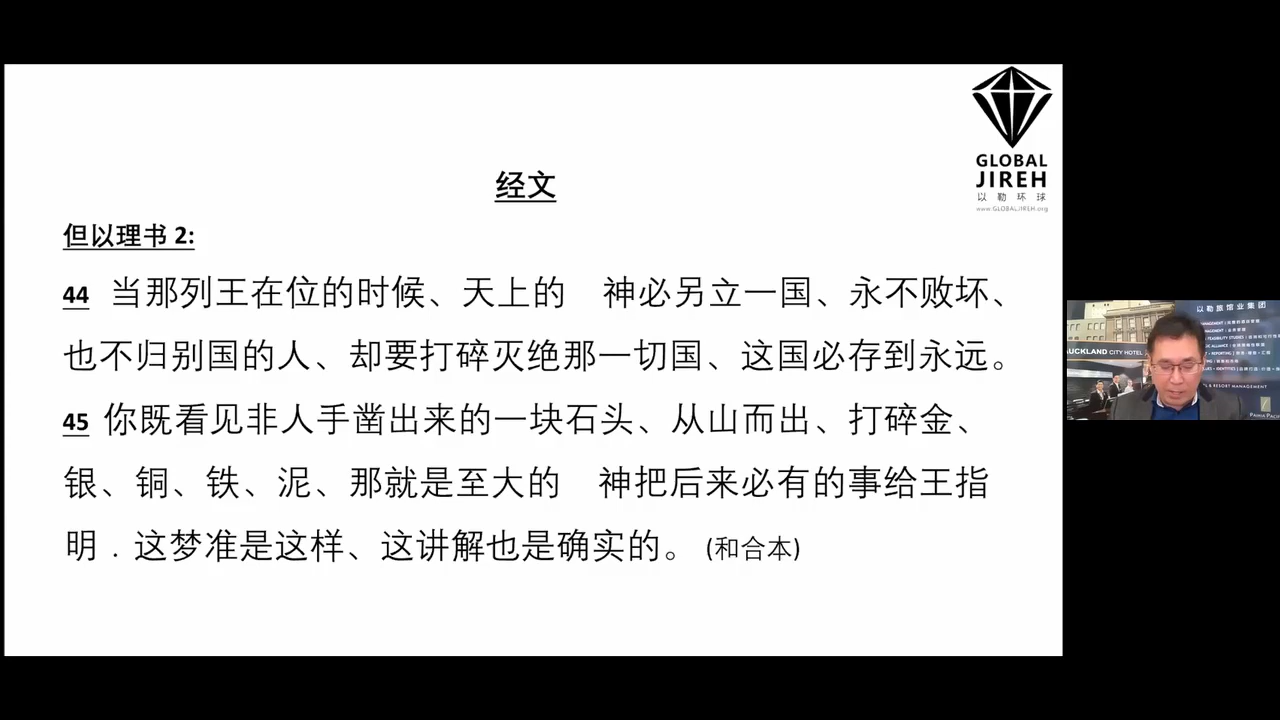 GLOBAL
JIREH
以勒环球
www.GLOBALJIREH.org
经文
但以理书 2:
44 当那列王在位的时候、天上的　神必另立一国、永不败坏、
也不归别国的人、却要打碎灭绝那一切国、这国必存到永远。
45 你既看见非人手凿出来的一块石头、从山而出、打碎金、
银、铜、铁、泥、那就是至大的　神把后来必有的事给王指
明．这梦准是这样、这讲解也是确实的。(和合本)
以勒旅馆业集团
AUCKLAND CITY HOTEL
& RESORT MANAGEMENT